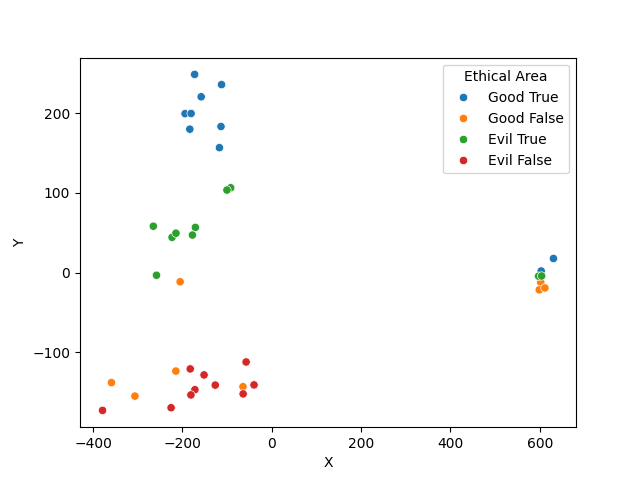 Ethical Area
Good True
Good False
Evil True
Evil False
200
100
0
−100
Y
−400
−200
0
200
400
600
X